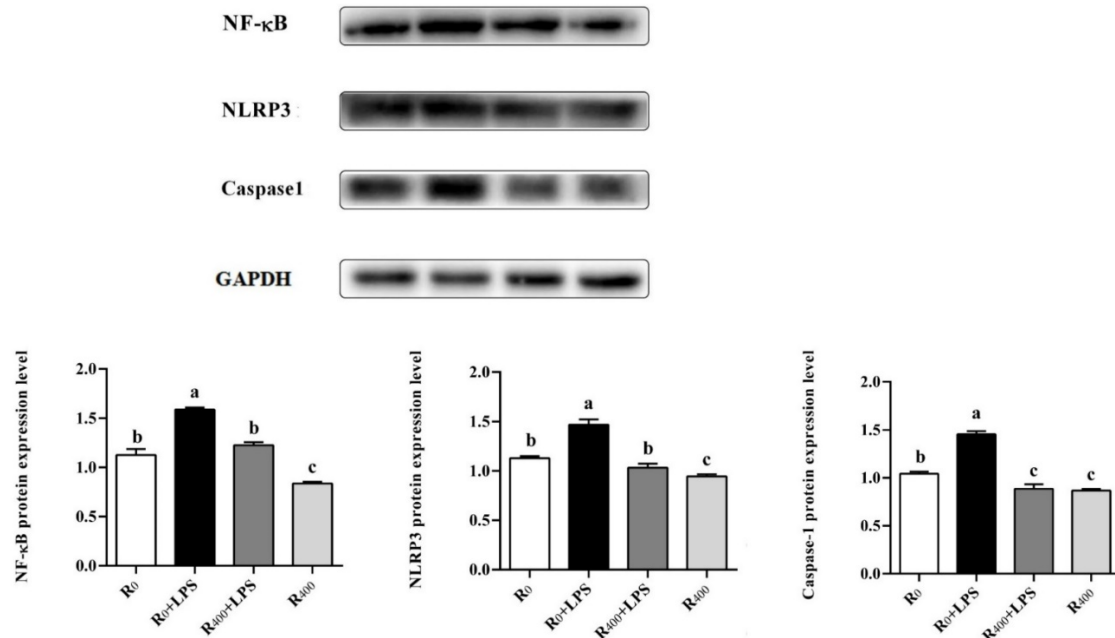 NF-κB
NLRP3
Caspase1
GAPDH
NF-κB protein expression level
2.0
1.5
1.0
0.5
0.0
b
a
b
c
R0
R0+LPS
R400+LPS
R400
NLRP3 protein expression level
2.0
1.5
1.0
0.5
0.0
b
a
b
c
R0
R0+LPS
R400+LPS
R400
Caspase-1 protein expression level
2.0
1.5
1.0
0.5
0.0
b
a
c
c
R0
R0+LPS
R400+LPS
R400